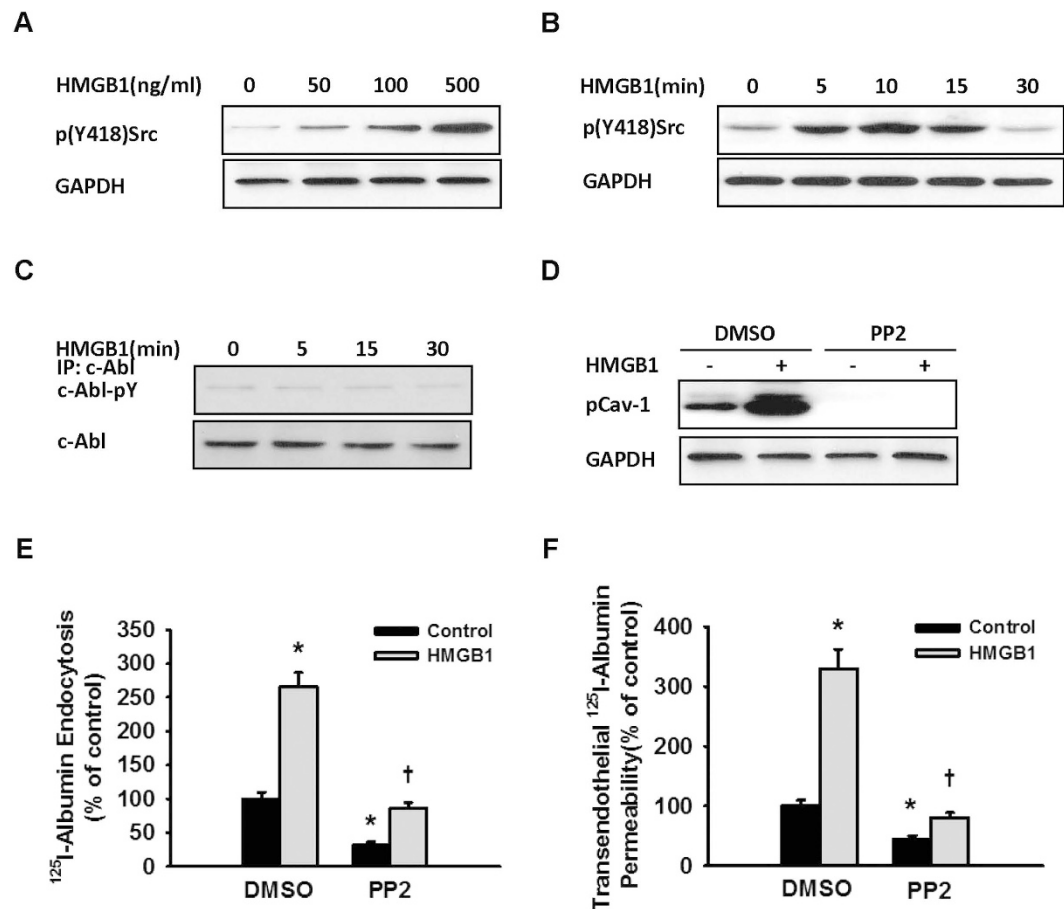 A
HMGB1(ng/ml) 0 50 100 500
p(Y418)Src
GAPDH
B
HMGB1(min) 0 5 10 15 30
p(Y418)Src
GAPDH
C
HMGB1(min) 0 5 15 30
IP: c-Abl
c-Abl-pY
c-Abl
D
DMSO PP2
HMGB1 - + - +
pCav-1
GAPDH
E
¹²⁵I-Albumin Endocytosis
(% of control)
350
300
250
200
150
100
50
0
Control
HMGB1
*
*
†
DMSO PP2
F
Transendothelial ¹²⁵I-Albumin
Permeability(% of control)
400
300
200
100
0
Control
HMGB1
*
*
†
DMSO PP2